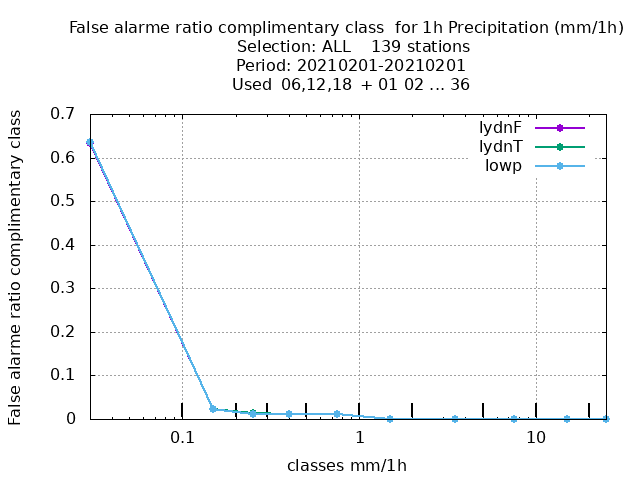 False alarme ratio complimentary class  for 1h Precipitation (mm/1h)
Selection: ALL    139 stations
Period: 20210201-20210201
Used  06,12,18  + 01 02 ... 36
False alarme ratio complimentary class
0.7
0.6
0.5
0.4
0.3
0.2
0.1
0
lydnF
lydnT
lowp
0.1
1
10
classes mm/1h